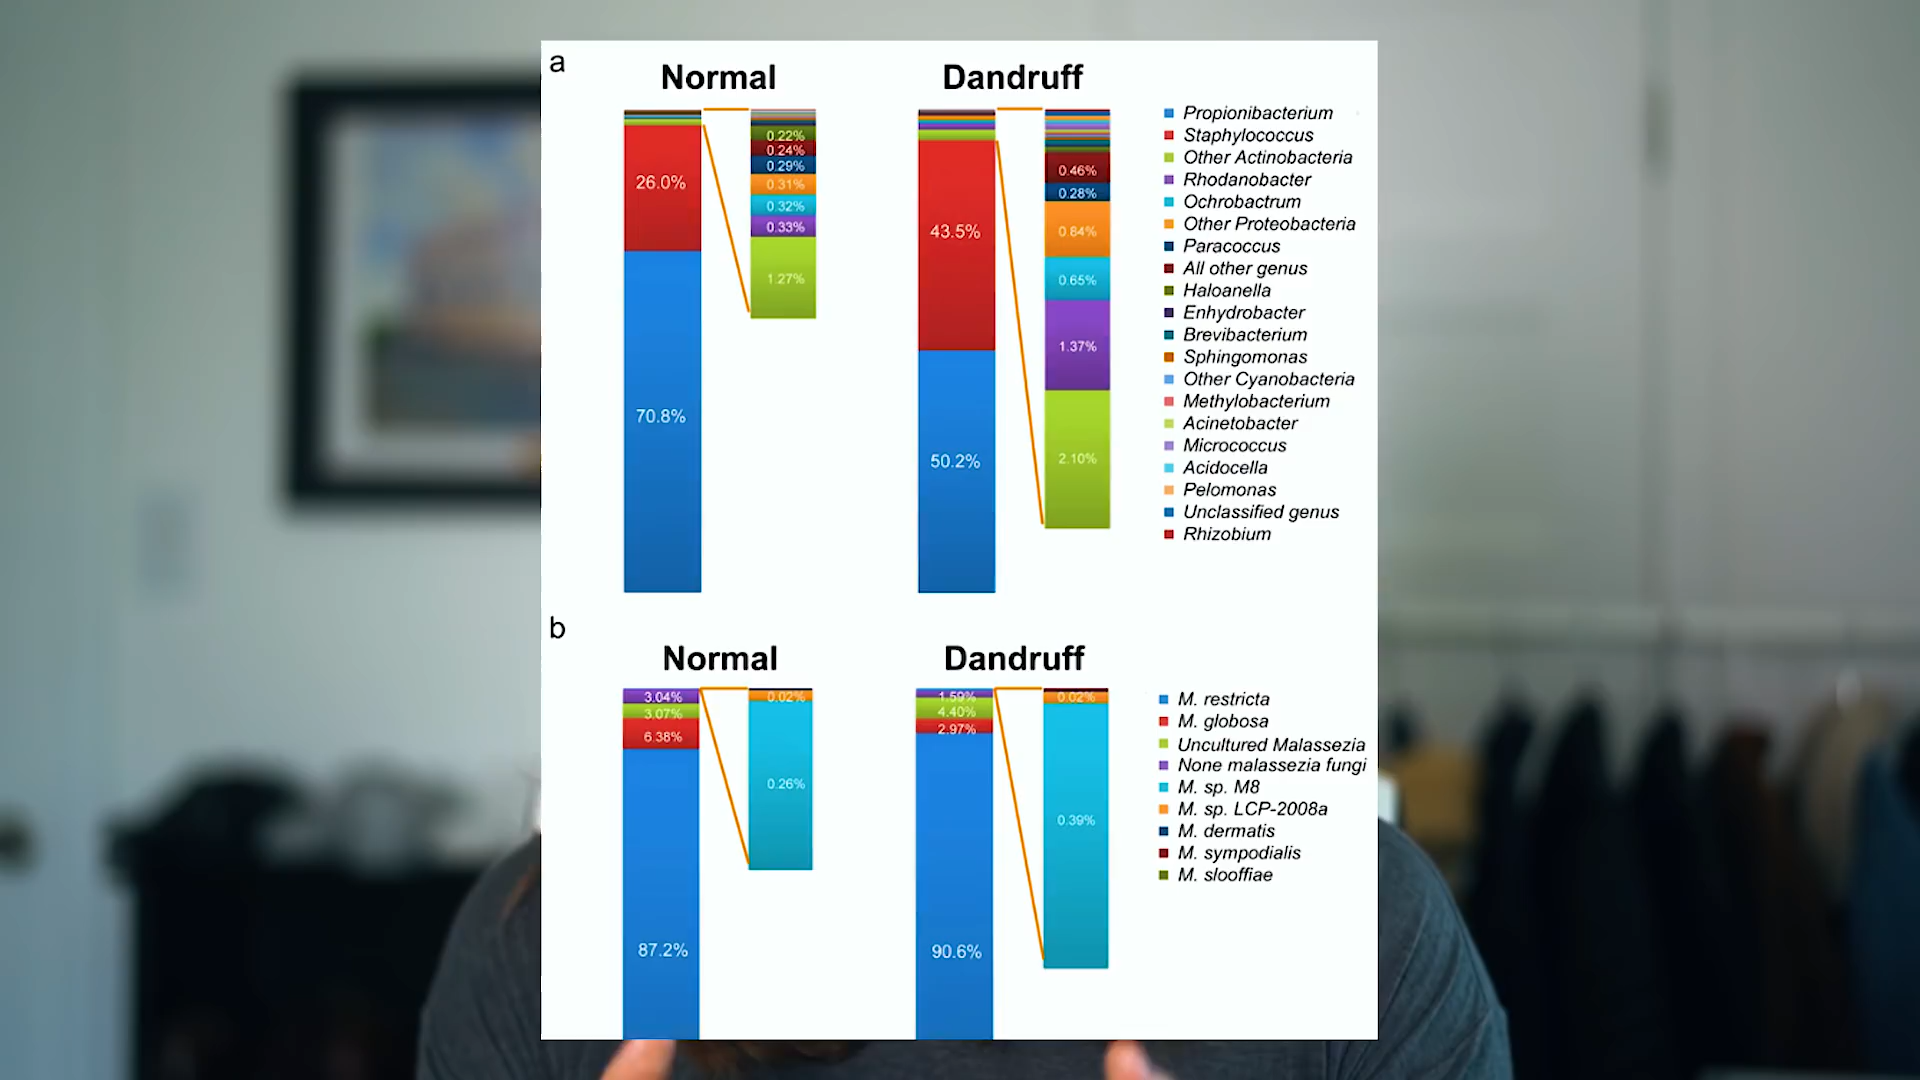 a
Normal
Dandruff
26.0%
70.8%
0.22%
0.24%
0.29%
0.31%
0.32%
0.33%
1.27%
43.5%
50.2%
0.46%
0.28%
0.84%
0.65%
1.37%
2.10%
Propionibacterium
Staphylococcus
Other Actinobacteria
Rhodanobacter
Ochrobactrum
Other Proteobacteria
Paracoccus
All other genus
Haloanella
Enhydrobacter
Brevibacterium
Sphingomonas
Other Cyanobacteria
Methylobacterium
Acinetobacter
Micrococcus
Acidocella
Pelomonas
Unclassified genus
Rhizobium
b
Normal
Dandruff
3.04%
3.07%
6.38%
87.2%
0.02%
0.26%
1.59%
4.40%
2.97%
90.6%
0.02%
0.39%
M. restricta
M. globosa
Uncultured Malassezia
None malassezia fungi
M. sp. M8
M. sp. LCP-2008a
M. dermatis
M. sympodialis
M. slooffiae